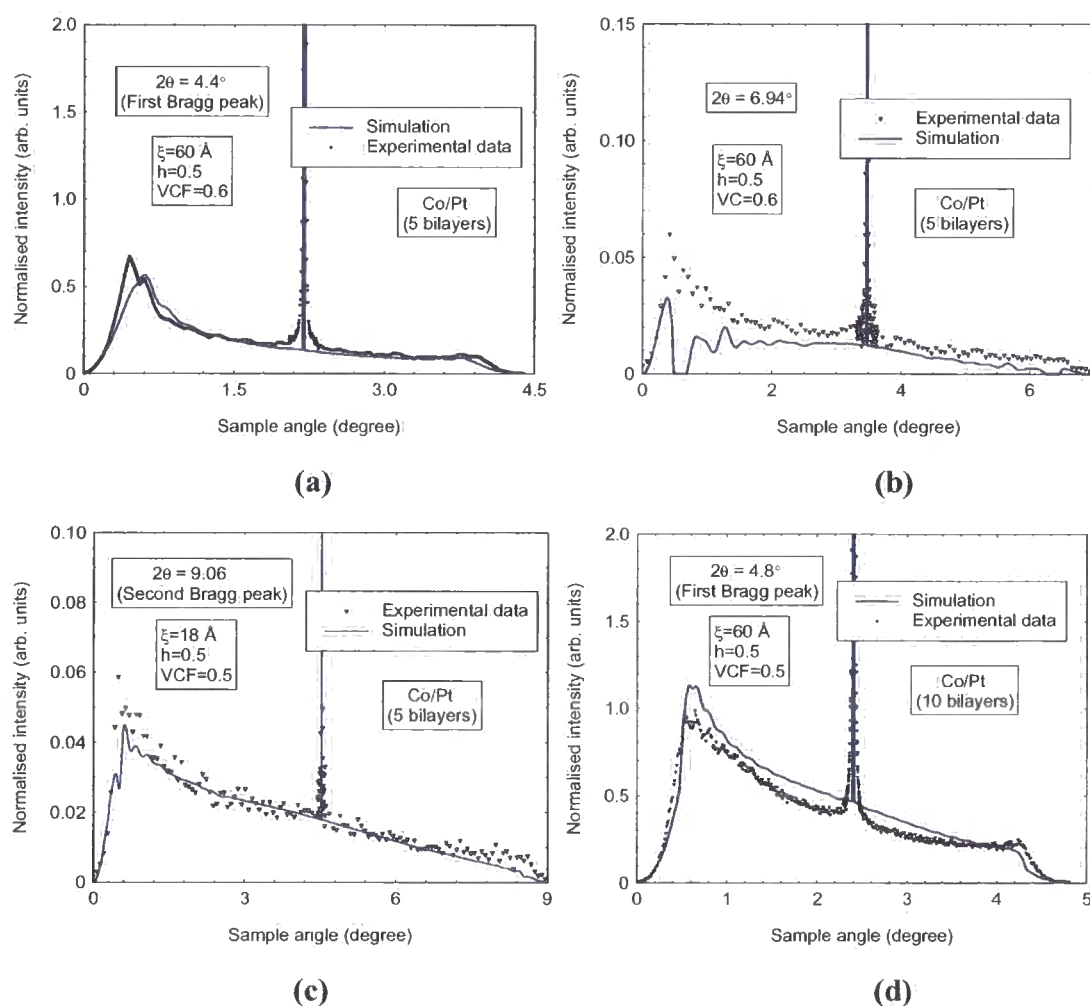 2.0
1.5
1.0
0.5
0
Normalised intensity (arb. units)
2θ = 4.4°
(First Bragg peak)
ξ=60 Å
h=0.5
VCF=0.6
Simulation
Experimental data
Co/Pt
(5 bilayers)
0
1.5
3.0
4.5
Sample angle (degree)
(a)
0.15
0.10
0.05
0
Normalised intensity (arb. units)
2θ = 6.94°
ξ=60 Å
h=0.5
VC=0.6
Experimental data
Simulation
Co/Pt
(5 bilayers)
0
2
4
6
Sample angle (degree)
(b)
0.10
0.08
0.06
0.04
0.02
0
Normalised intensity (arb. units)
2θ = 9.06
(Second Bragg peak)
ξ=18 Å
h=0.5
VCF=0.5
Experimental data
Simulation
Co/Pt
(5 bilayers)
0
3
6
9
Sample angle (degree)
(c)
2.0
1.5
1.0
0.5
0
Normalised intensity (arb. units)
2θ = 4.8°
(First Bragg peak)
ξ=60 Å
h=0.5
VCF=0.5
Simulation
Experimental data
Co/Pt
(10 bilayers)
0
1
2
3
4
5
Sample angle (degree)
(d)